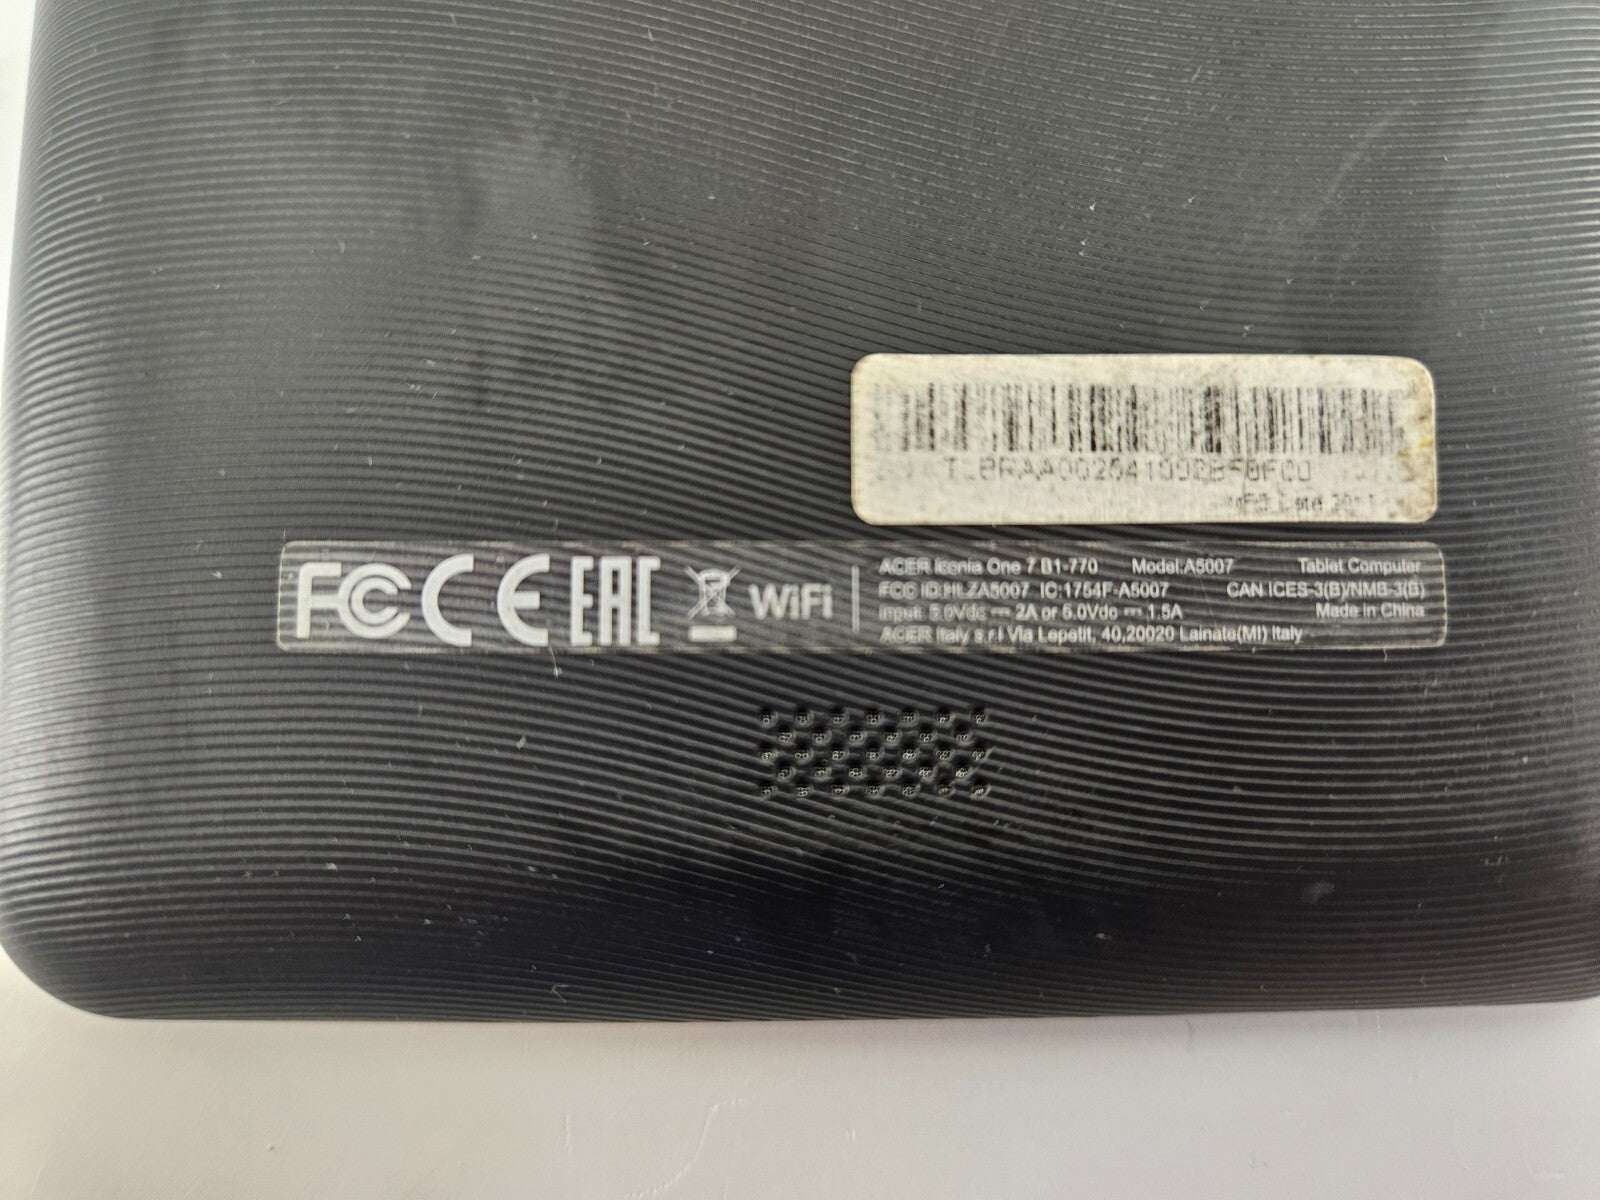 FC CE EAC WiFi
ACER Iconia One 7 B1-770 Model:A5007 Tablet Computer
FCC ID:HLZA5007 IC:1754F-A5007 CAN ICES-3(B)/NMB-3(B)
Input: 5.0Vdc 2A or 5.0Vdc 1.5A Made in China
ACER Italy s.r.l Via Lepetit, 40,20020 Lainate(MI) Italy